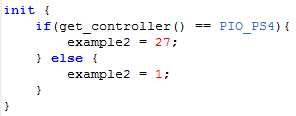 init {
    if(get_controller() == PIO_PS4){
        example2 = 27;
    } else {
        example2 = 1;
    }
}